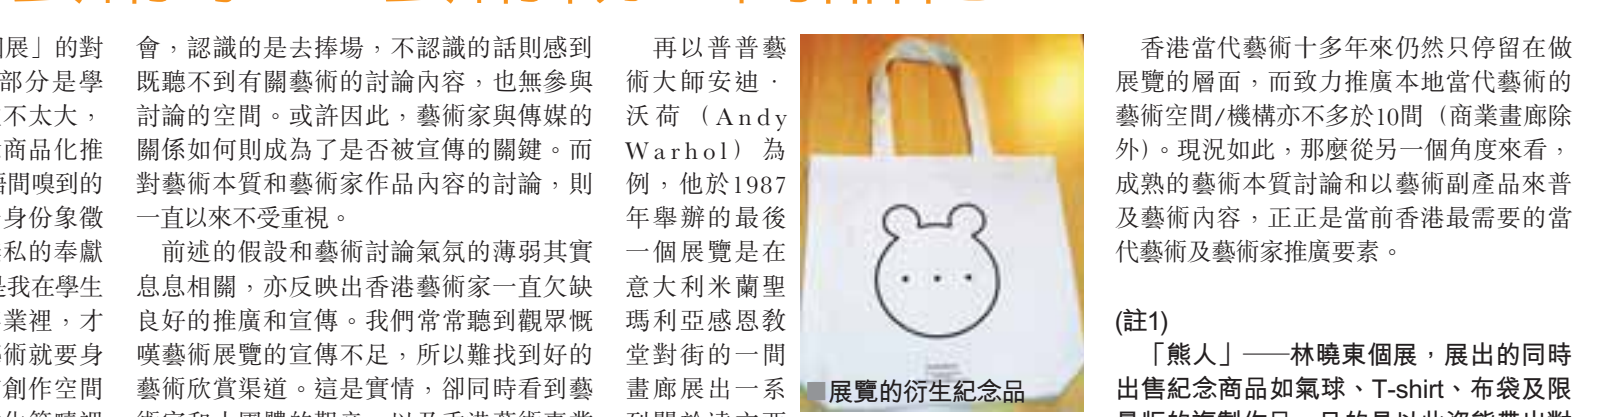 個展」的對
部分是學
不太大，
商品化推
間嗅到的
身份象徵
私的奉獻
是我在學生
業裡，才
術就要身
創作空間
會，認識的是去捧場，不認識的話則感到
既聽不到有關藝術的討論內容，也無參與
討論的空間。或許因此，藝術家與傳媒的
關係如何則成為了是否被宣傳的關鍵。而
對藝術本質和藝術家作品內容的討論，則
一直以來不受重視。
前述的假設和藝術討論氣氛的薄弱其實
息息相關，亦反映出香港藝術家一直欠缺
良好的推廣和宣傳。我們常常聽到觀眾慨
嘆藝術展覽的宣傳不足，所以難找到好的
藝術欣賞渠道。這是實情，卻同時看到藝
再以普普藝
術大師安迪．
沃荷（Andy
Warhol）為
例，他於1987
年舉辦的最後
一個展覽是在
意大利米蘭聖
瑪利亞感恩教
堂對街的一間
畫廊展出一系
■展覽的衍生紀念品
香港當代藝術十多年來仍然只停留在做
展覽的層面，而致力推廣本地當代藝術的
藝術空間/機構亦不多於10間（商業畫廊除
外）。現況如此，那麼從另一個角度來看，
成熟的藝術本質討論和以藝術副產品來普
及藝術內容，正正是當前香港最需要的當
代藝術及藝術家推廣要素。
(註1)
「熊人」——林曉東個展，展出的同時
出售紀念商品如氣球、T-shirt、布袋及限